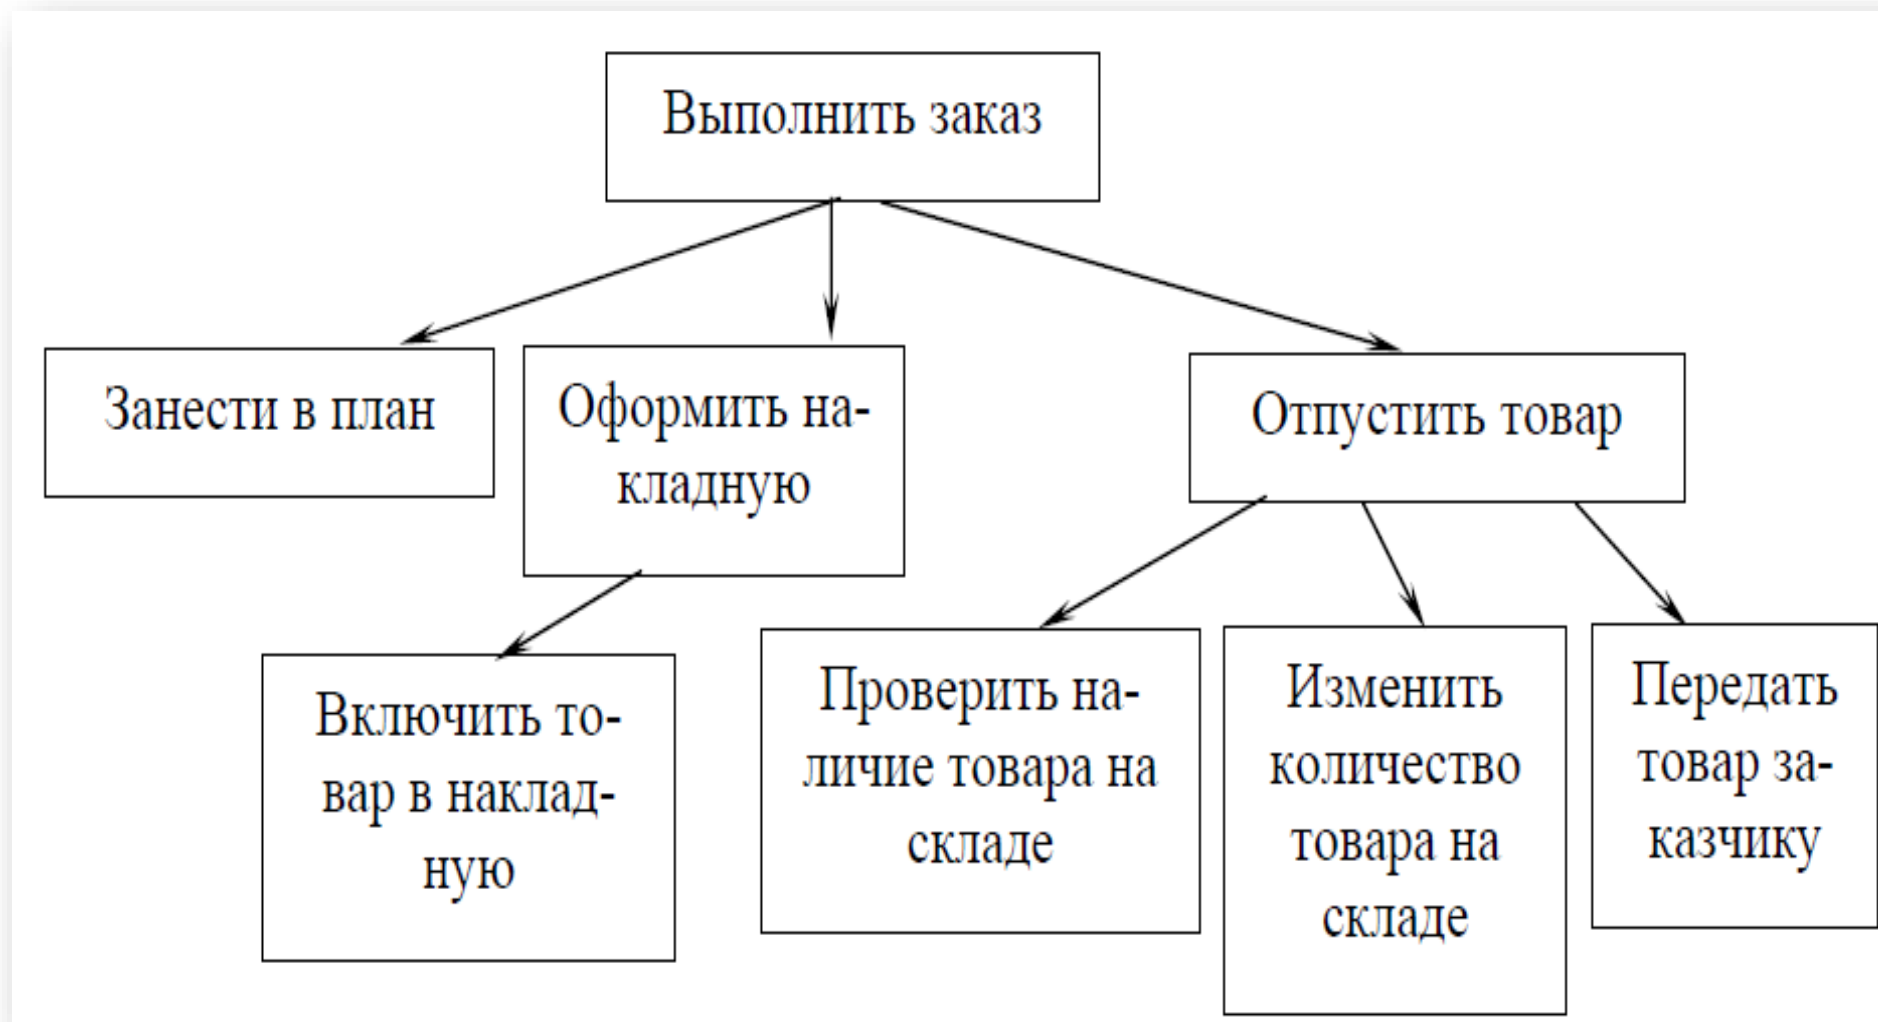 Выполнить заказ
Занести в план
Оформить на-
кладную
Отпустить товар
Включить то-
вар в наклад-
ную
Проверить на-
личие товара на
складе
Изменить
количество
товара на
складе
Передать
товар за-
казчику